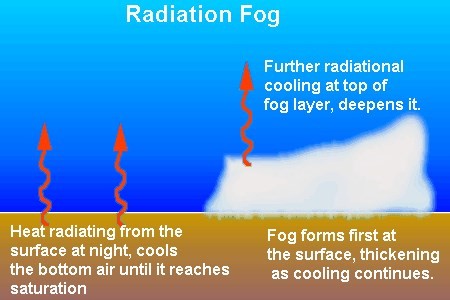 Radiation Fog
Further radiational
cooling at top of
fog layer, deepens it.
Heat radiating from the
surface at night, cools
the bottom air until it reaches
saturation
Fog forms first at
the surface, thickening
as cooling continues.